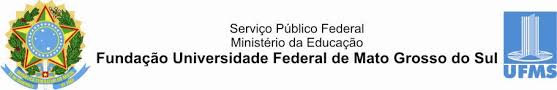 Serviço Público Federal
Ministério da Educação
Fundação Universidade Federal de Mato Grosso do Sul
UFMS